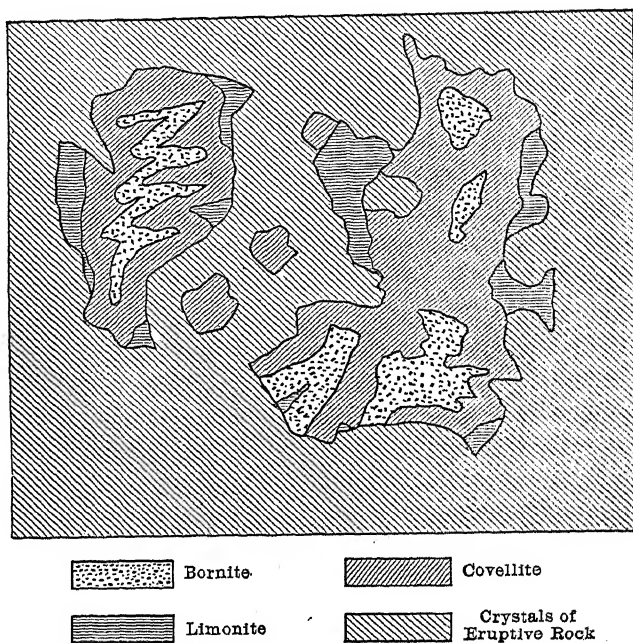 Bornite
Covellite
Limonite
Crystals of
Eruptive Rock